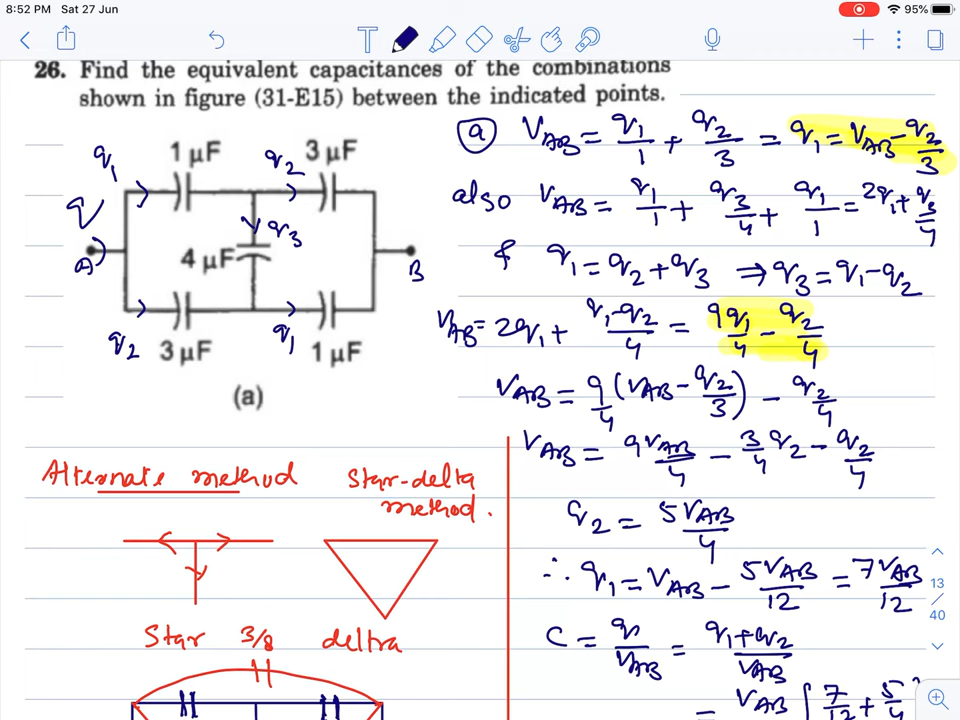 8:52 PM Sat 27 Jun
95%
T
26. Find the equivalent capacitances of the combinations
shown in figure (31-E15) between the indicated points.
q1 1 μF q2 3 μF
q
q3
A 4 μF B
q2 3 μF q1 1 μF
(a)
(a) VAB = q1/1 + q2/3 = q1 = VAB - q2/3
also VAB = q1/1 + q3/4 + q1/1 = 2q1 + q3/4
& q1 = q2 + q3 ⇒ q3 = q1 - q2
VAB = 2q1 + (q1 - q2)/4 = 9q1/4 - q2/4
VAB = 9/4 (VAB - q2/3) - q2/4
VAB = 9VAB/4 - 3/4 q2 - q2/4
q2 = 5VAB/4
∴ q1 = VAB - 5VAB/12 = 7VAB/12
C = q/VAB = (q1 + q2)/VAB
= VAB [7/12 + 5/4
Alternate method
Star-delta
method.
Star 3/8 deltra
13
/
40